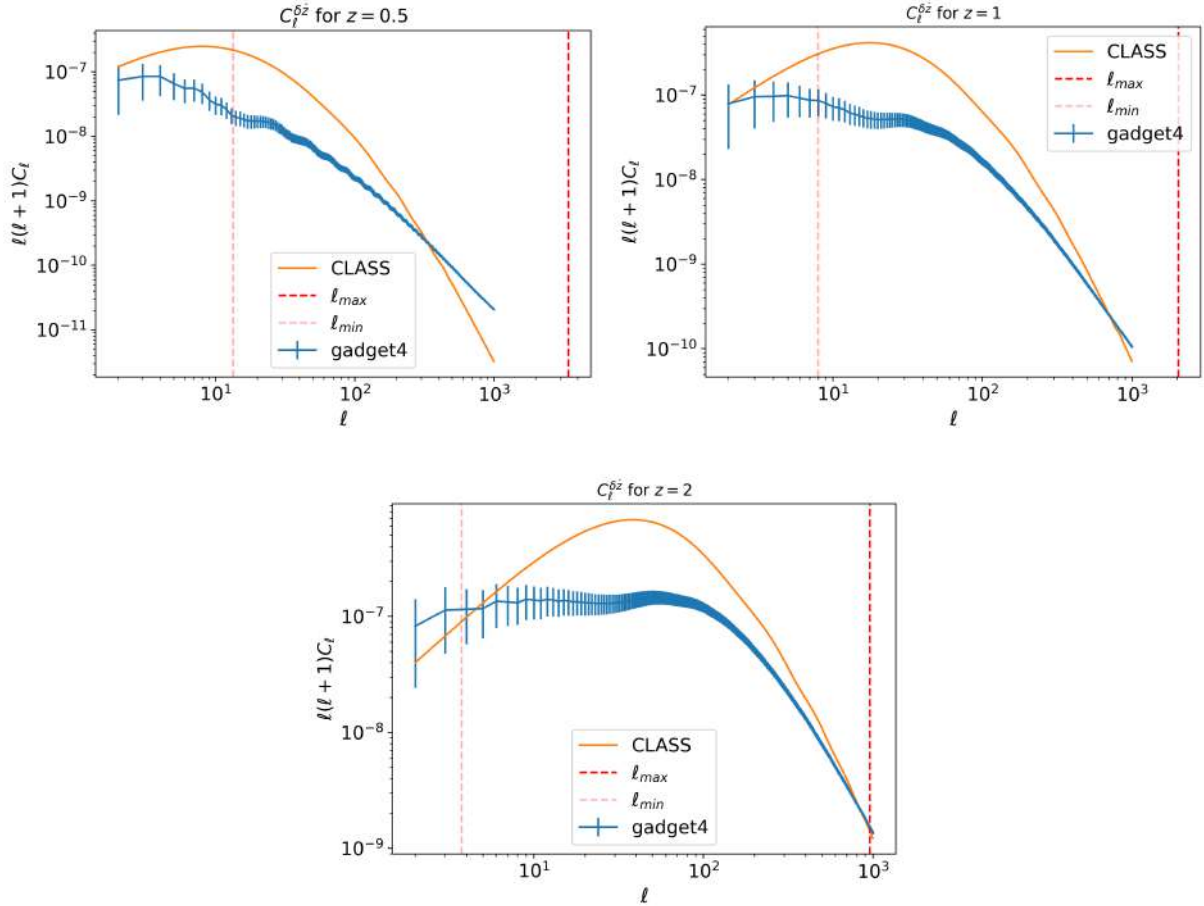 $C_\ell^{\delta\dot{z}}$ for $z = 0.5$
$10^{-7}$
$10^{-8}$
$10^{-9}$
$10^{-10}$
$10^{-11}$
$\ell(\ell+1)C_\ell$
CLASS
$\ell_{max}$
$\ell_{min}$
gadget4
$10^1$ $10^2$ $10^3$
$\ell$
$C_\ell^{\delta\dot{z}}$ for $z = 1$
CLASS
$\ell_{max}$
$\ell_{min}$
gadget4
$10^{-7}$
$10^{-8}$
$10^{-9}$
$10^{-10}$
$\ell(\ell+1)C_\ell$
$10^1$ $10^2$ $10^3$
$\ell$
$C_\ell^{\delta\dot{z}}$ for $z = 2$
$10^{-7}$
$10^{-8}$
$10^{-9}$
$\ell(\ell+1)C_\ell$
CLASS
$\ell_{max}$
$\ell_{min}$
gadget4
$10^1$ $10^2$ $10^3$
$\ell$